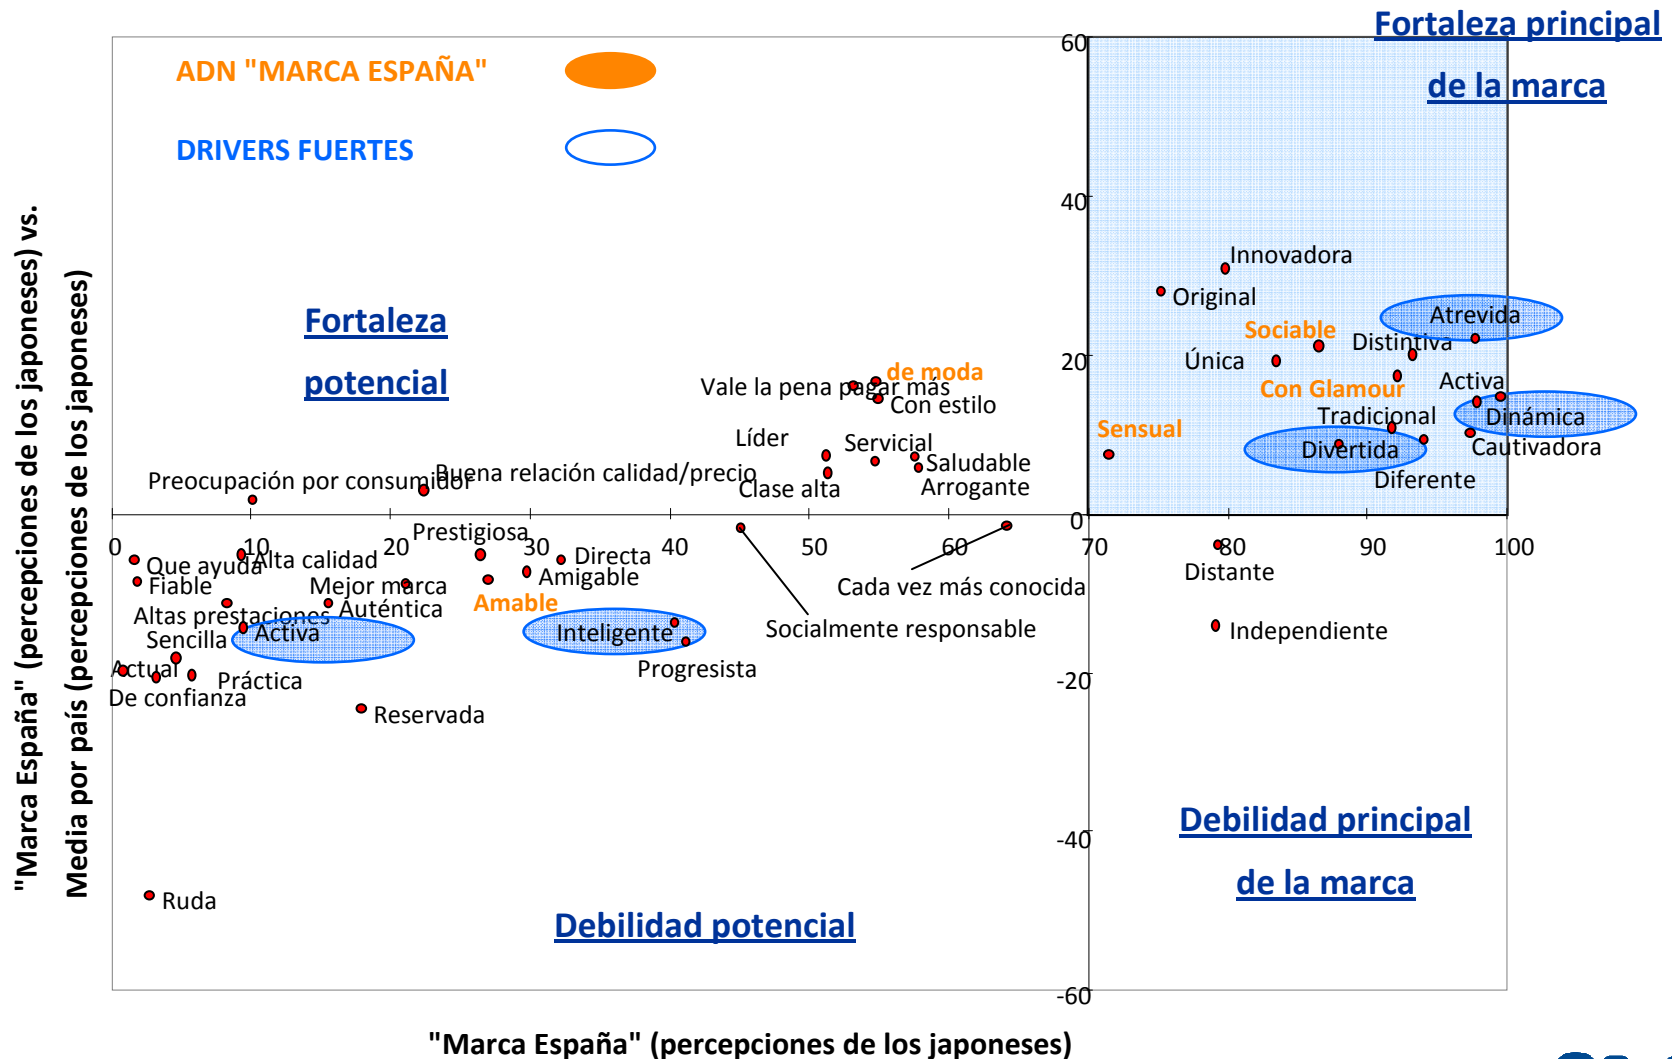 Fortaleza principal
de la marca
ADN "MARCA ESPAÑA"
DRIVERS FUERTES
"Marca España" (percepciones de los japoneses) vs.
Media por país (percepciones de los japoneses)
60
40
20
0
-20
-40
-60
Fortaleza
potencial
Innovadora
Original
Atrevida
Sociable
Distintiva
Única
de moda
Vale la pena pagar más
Con Glamour
Activa
Con estilo
Tradicional
Dinámica
Sensual
Líder
Servicial
Divertida
Cautivadora
Saludable
Buena relación calidad/precio
Preocupación por consumidor
Clase alta
Arrogante
Diferente
Prestigiosa
0 10 20 30 40 50 60 70 80 90 100
Que ayuda
Alta calidad
Directa
Distante
Fiable
Mejor marca
Amigable
Cada vez más conocida
Altas prestaciones
Auténtica
Amable
Sencilla
Activa
Inteligente
Socialmente responsable
Independiente
Actual
Práctica
Progresista
De confianza
Reservada
Debilidad principal
de la marca
Ruda
Debilidad potencial
"Marca España" (percepciones de los japoneses)